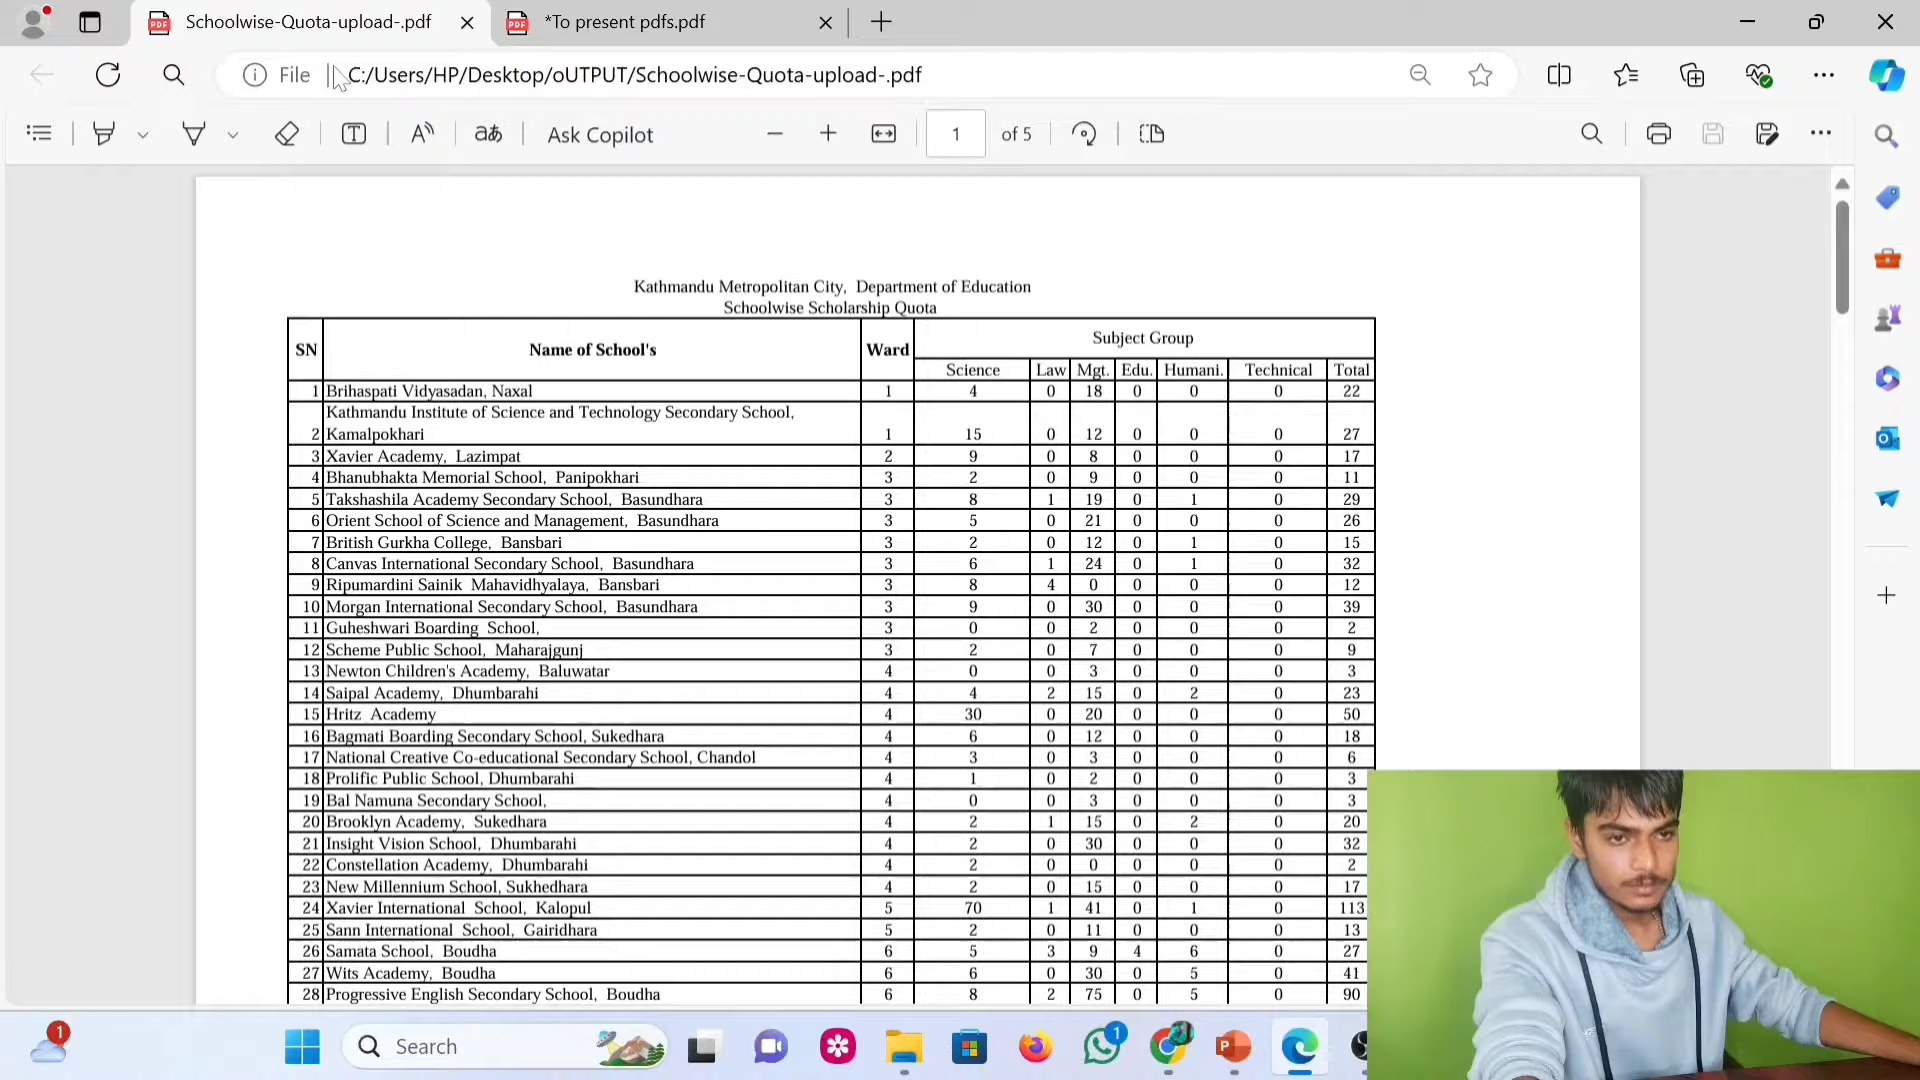 Schoolwise-Quota-upload-.pdf
*To present pdfs.pdf
File C:/Users/HP/Desktop/oUTPUT/Schoolwise-Quota-upload-.pdf
aあ Ask Copilot 1 of 5
Kathmandu Metropolitan City, Department of Education
Schoolwise Scholarship Quota
SN Name of School's Ward Subject Group
Science Law Mgt. Edu. Humani. Technical Total
1 Brihaspati Vidyasadan, Naxal 1 4 0 18 0 0 0 22
Kathmandu Institute of Science and Technology Secondary School,
2 Kamalpokhari 1 15 0 12 0 0 0 27
3 Xavier Academy, Lazimpat 2 9 0 8 0 0 0 17
4 Bhanubhakta Memorial School, Panipokhari 3 2 0 9 0 0 0 11
5 Takshashila Academy Secondary School, Basundhara 3 8 1 19 0 1 0 29
6 Orient School of Science and Management, Basundhara 3 5 0 21 0 0 0 26
7 British Gurkha College, Bansbari 3 2 0 12 0 1 0 15
8 Canvas International Secondary School, Basundhara 3 6 1 24 0 1 0 32
9 Ripumardini Sainik Mahavidhyalaya, Bansbari 3 8 4 0 0 0 0 12
10 Morgan International Secondary School, Basundhara 3 9 0 30 0 0 0 39
11 Guheshwari Boarding School, 3 0 0 2 0 0 0 2
12 Scheme Public School, Maharajgunj 3 2 0 7 0 0 0 9
13 Newton Children's Academy, Baluwatar 4 0 0 3 0 0 0 3
14 Saipal Academy, Dhumbarahi 4 4 2 15 0 2 0 23
15 Hritz Academy 4 30 0 20 0 0 0 50
16 Bagmati Boarding Secondary School, Sukedhara 4 6 0 12 0 0 0 18
17 National Creative Co-educational Secondary School, Chandol 4 3 0 3 0 0 0 6
18 Prolific Public School, Dhumbarahi 4 1 0 2 0 0 0 3
19 Bal Namuna Secondary School, 4 0 0 3 0 0 0 3
20 Brooklyn Academy, Sukedhara 4 2 1 15 0 2 0 20
21 Insight Vision School, Dhumbarahi 4 2 0 30 0 0 0 32
22 Constellation Academy, Dhumbarahi 4 2 0 0 0 0 0 2
23 New Millennium School, Sukhedhara 4 2 0 15 0 0 0 17
24 Xavier International School, Kalopul 5 70 1 41 0 1 0 113
25 Sann International School, Gairidhara 5 2 0 11 0 0 0 13
26 Samata School, Boudha 6 5 3 9 4 6 0 27
27 Wits Academy, Boudha 6 6 0 30 0 5 0 41
28 Progressive English Secondary School, Boudha 6 8 2 75 0 5 0 90
1 Search 1